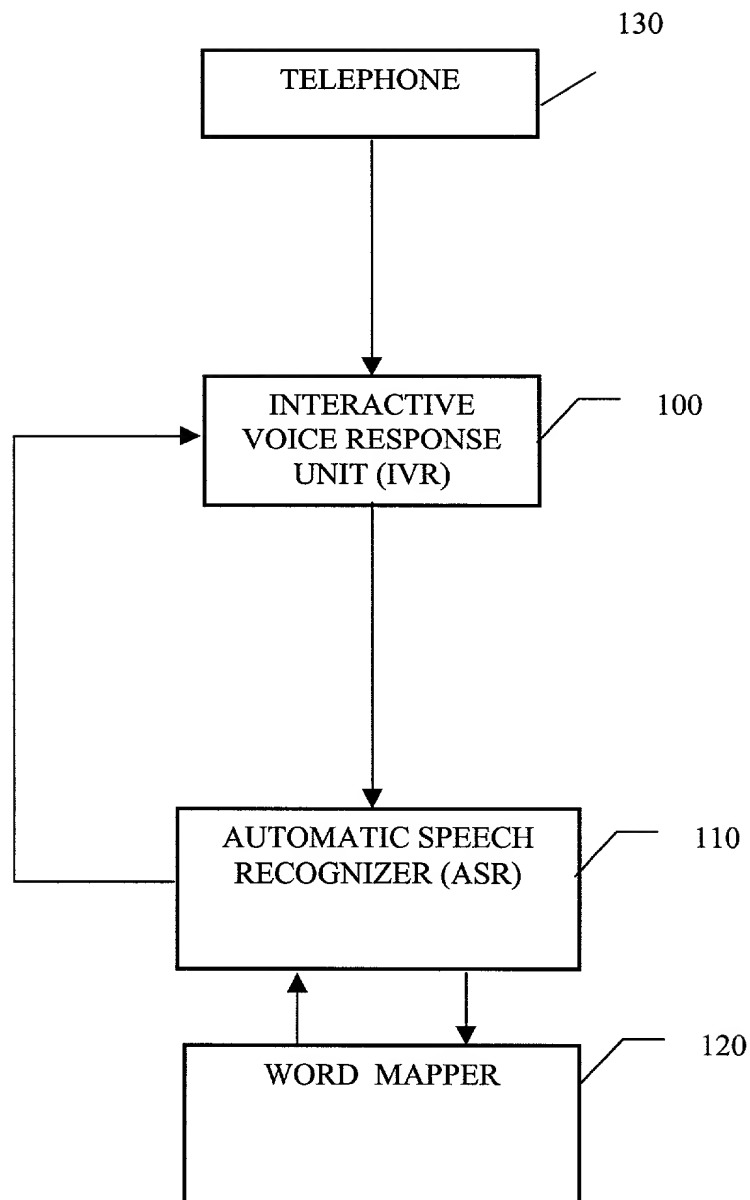 130
TELEPHONE
INTERACTIVE
VOICE RESPONSE
UNIT (IVR)
100
AUTOMATIC SPEECH
RECOGNIZER (ASR)
110
WORD MAPPER
120